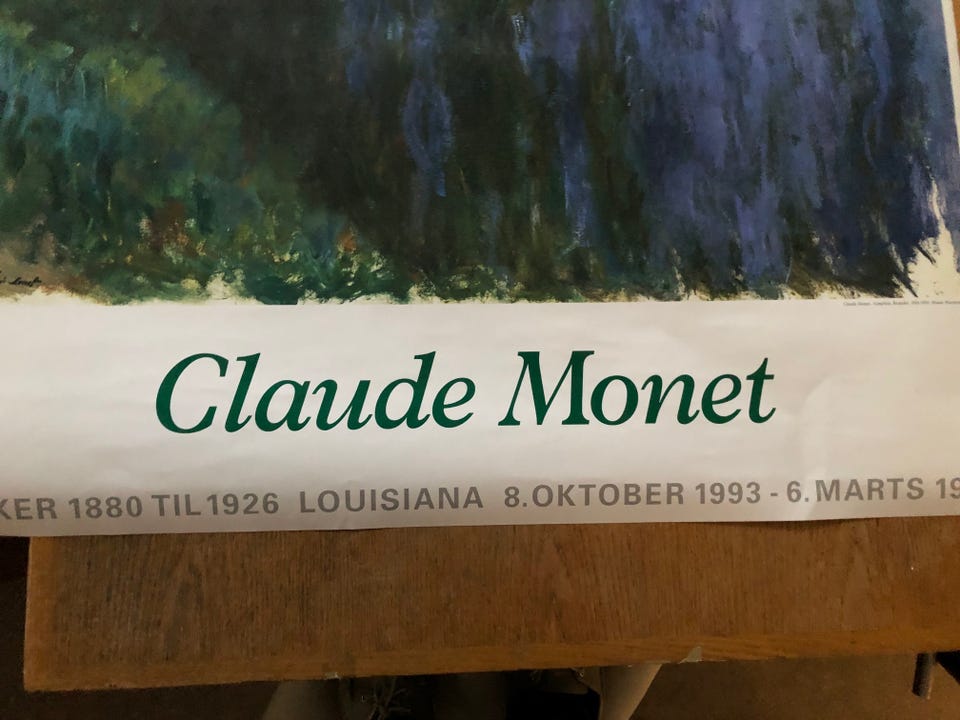 Claude Monet
KER 1880 TIL 1926 LOUISIANA 8.OKTOBER 1993 - 6.MARTS 19